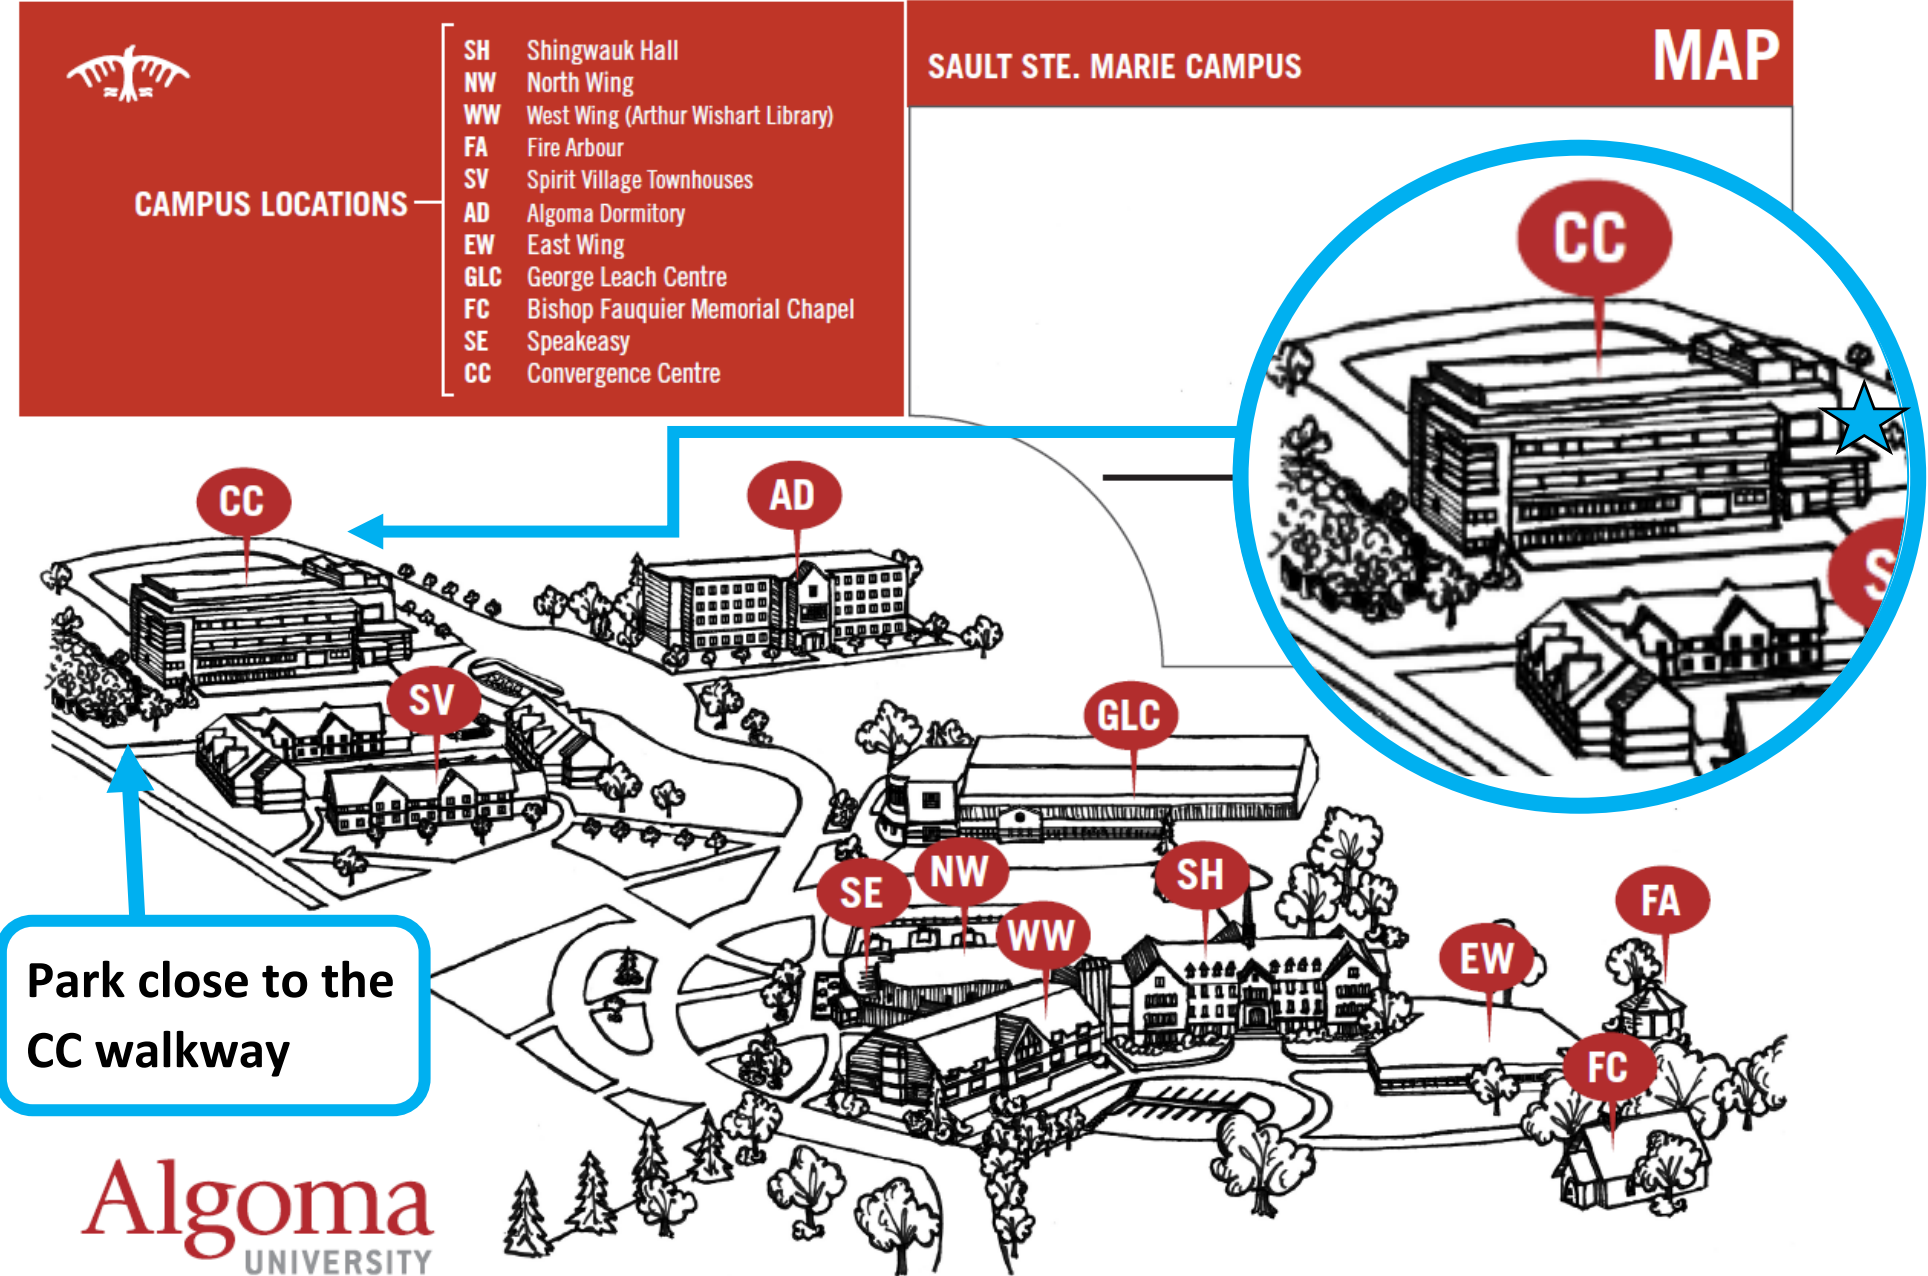 CAMPUS LOCATIONS
SH Shingwauk Hall
NW North Wing
WW West Wing (Arthur Wishart Library)
FA Fire Arbour
SV Spirit Village Townhouses
AD Algoma Dormitory
EW East Wing
GLC George Leach Centre
FC Bishop Fauquier Memorial Chapel
SE Speakeasy
CC Convergence Centre
SAULT STE. MARIE CAMPUS
MAP
CC
S
CC
AD
SV
GLC
SE
NW
WW
SH
EW
FA
FC
Park close to the
CC walkway
Algoma
UNIVERSITY